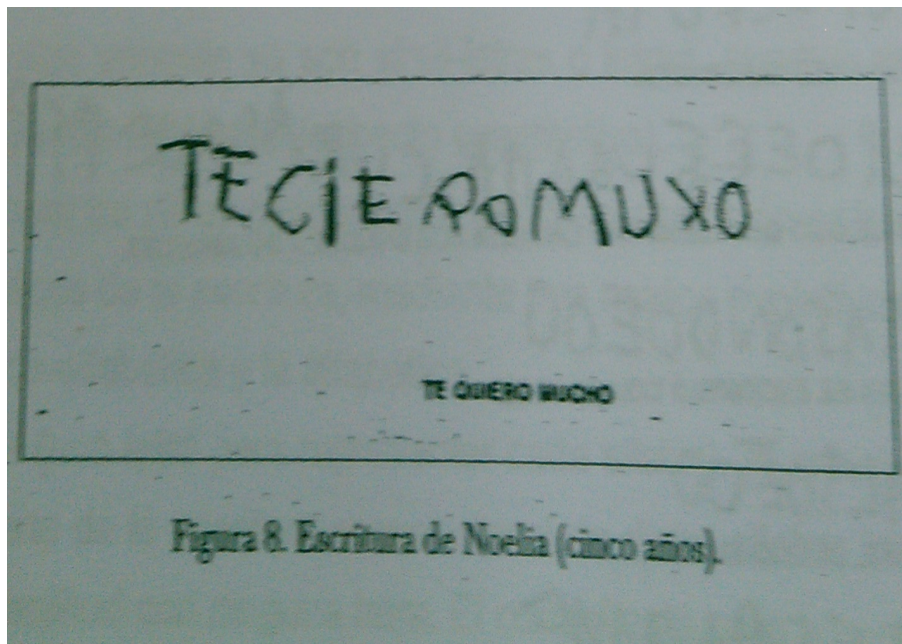 TECIEROMUXO
TE QUIERO MUCHO
Figura 8. Escritura de Noelia (cinco años).